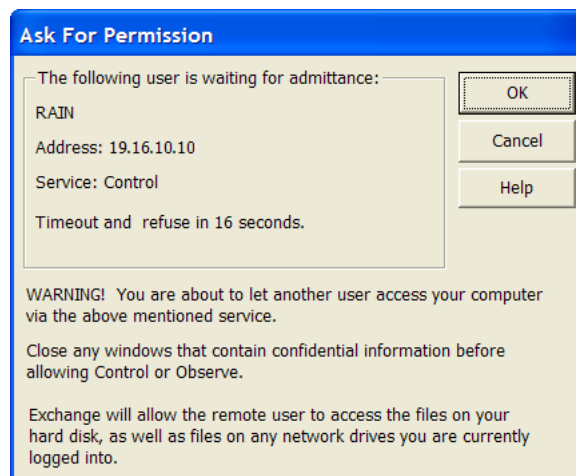 Ask For Permission
The following user is waiting for admittance:
RAIN
Address: 19.16.10.10
Service: Control
Timeout and  refuse in 16 seconds.
OK
Cancel
Help
WARNING!  You are about to let another user access your computer
via the above mentioned service.
Close any windows that contain confidential information before
allowing Control or Observe.
Exchange will allow the remote user to access the files on your
hard disk, as well as files on any network drives you are currently
logged into.